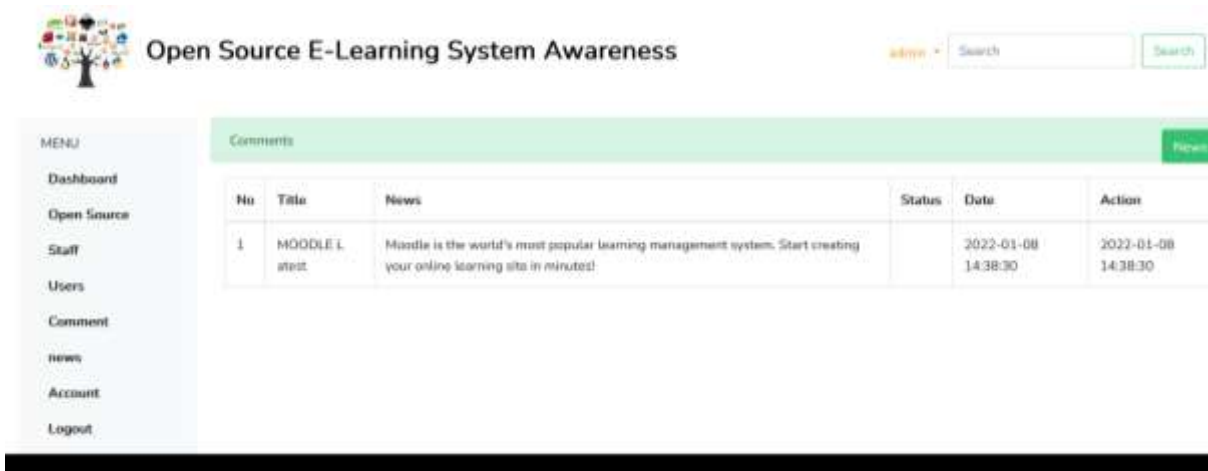 Open Source E-Learning System Awareness
admin
Search
Search
MENU
Dashboard
Open Source
Staff
Users
Comment
news
Account
Logout
Comments
News
No Title News Status Date Action
1 MOODLE L Moodle is the world's most popular learning management system. Start creating 2022-01-08 2022-01-08
atest your online learning site in minutes! 14:38:30 14:38:30